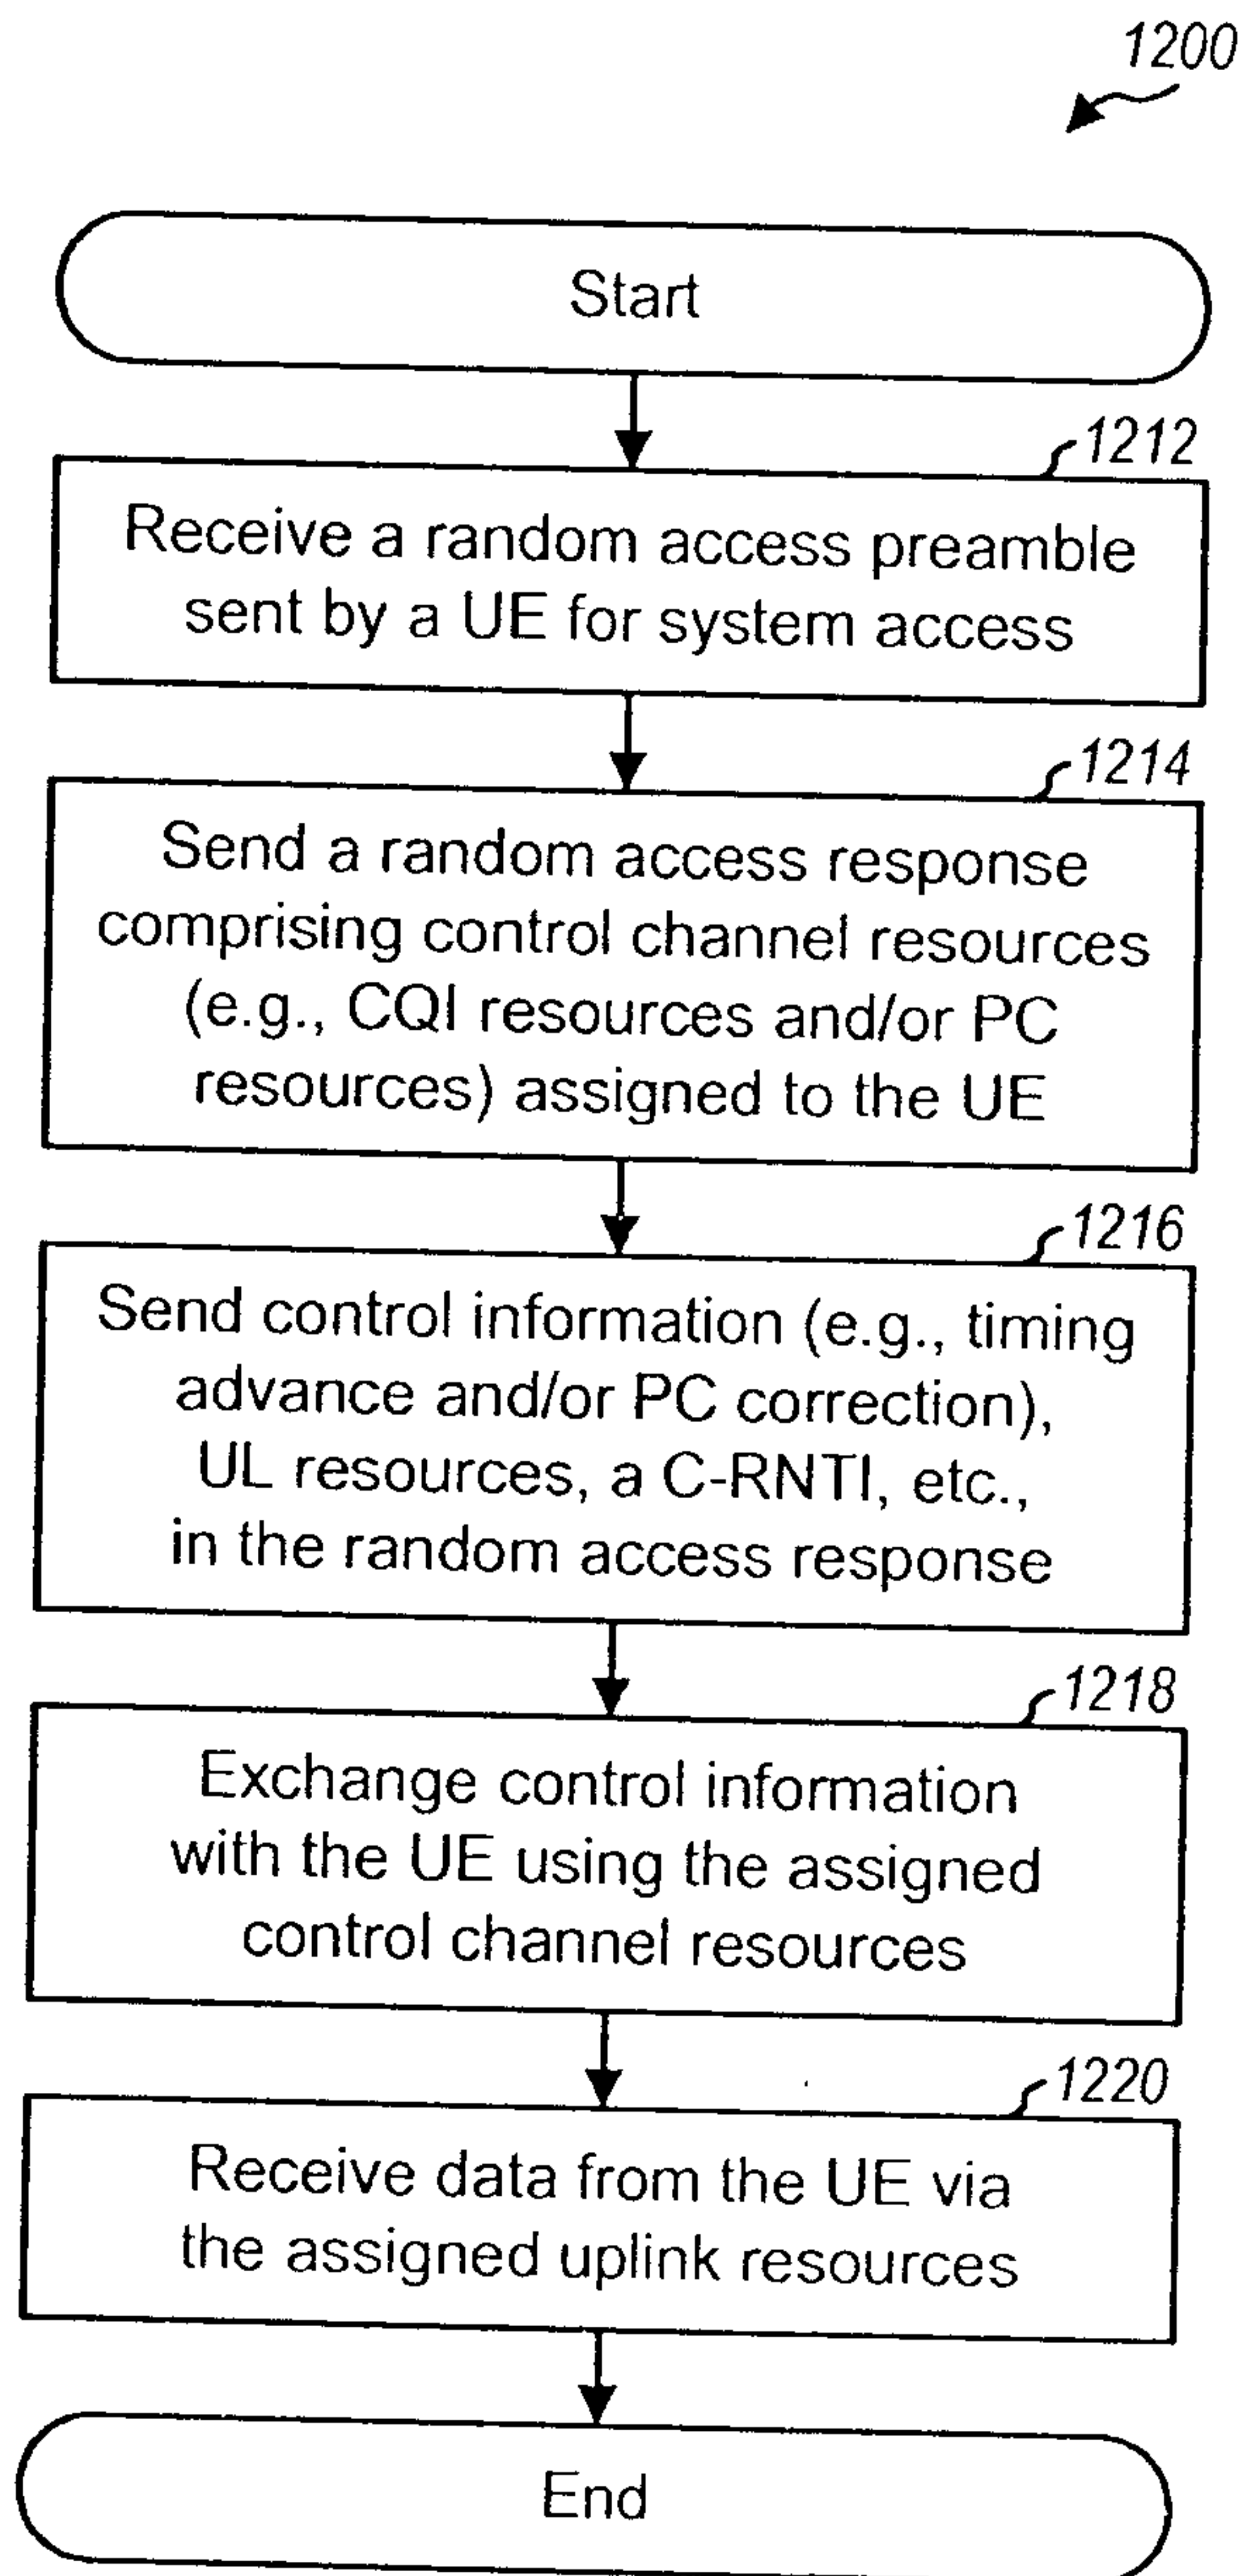 1200
Start
1212
Receive a random access preamble
sent by a UE for system access
1214
Send a random access response
comprising control channel resources
(e.g., CQI resources and/or PC
resources) assigned to the UE
1216
Send control information (e.g., timing
advance and/or PC correction),
UL resources, a C-RNTI, etc.,
in the random access response
1218
Exchange control information
with the UE using the assigned
control channel resources
1220
Receive data from the UE via
the assigned uplink resources
End